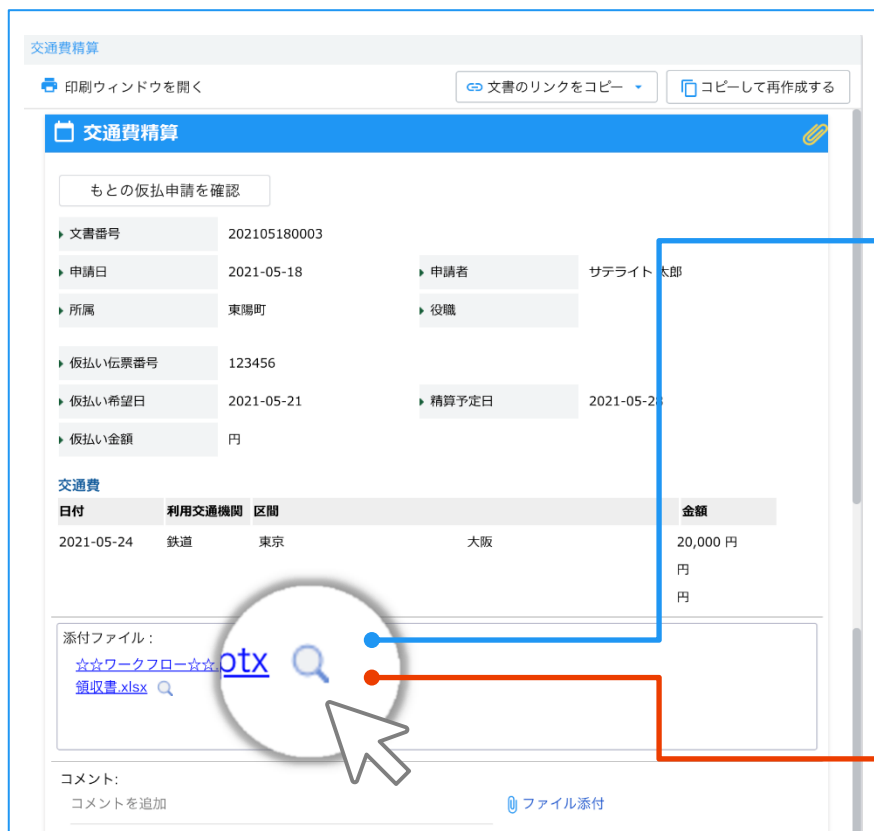 交通費精算
印刷ウィンドウを開く 文書のリンクをコピー コピーして再作成する
交通費精算
もとの仮払申請を確認
文書番号 202105180003
申請日 2021-05-18 申請者 サテライト 太郎
所属 東陽町 役職
仮払い伝票番号 123456
仮払い希望日 2021-05-21 精算予定日 2021-05-28
仮払い金額 円
交通費
日付 利用交通機関 区間 金額
2021-05-24 鉄道 東京 大阪 20,000 円
円
円
添付ファイル :
☆☆ワークフロー☆☆.ptx
領収書.xlsx
コメント:
コメントを追加 ファイル添付